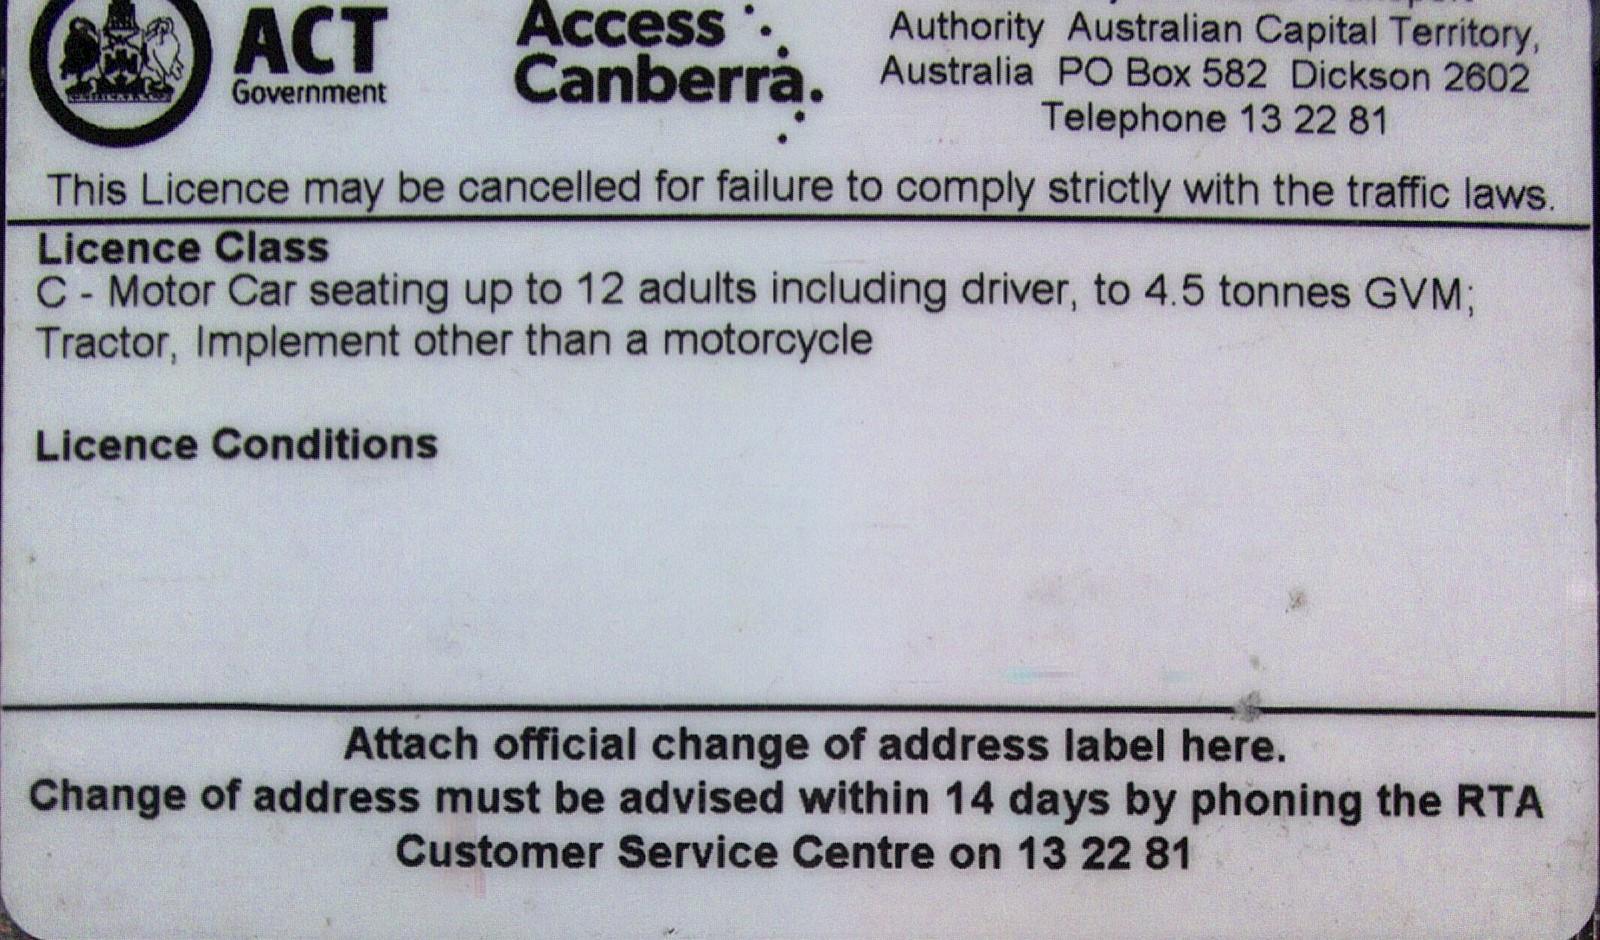 ACT
Government
Access
Canberra.
Authority Australian Capital Territory,
Australia PO Box 582 Dickson 2602
Telephone 13 22 81
This Licence may be cancelled for failure to comply strictly with the traffic laws.
Licence Class
C - Motor Car seating up to 12 adults including driver, to 4.5 tonnes GVM;
Tractor, Implement other than a motorcycle
Licence Conditions
Attach official change of address label here.
Change of address must be advised within 14 days by phoning the RTA
Customer Service Centre on 13 22 81